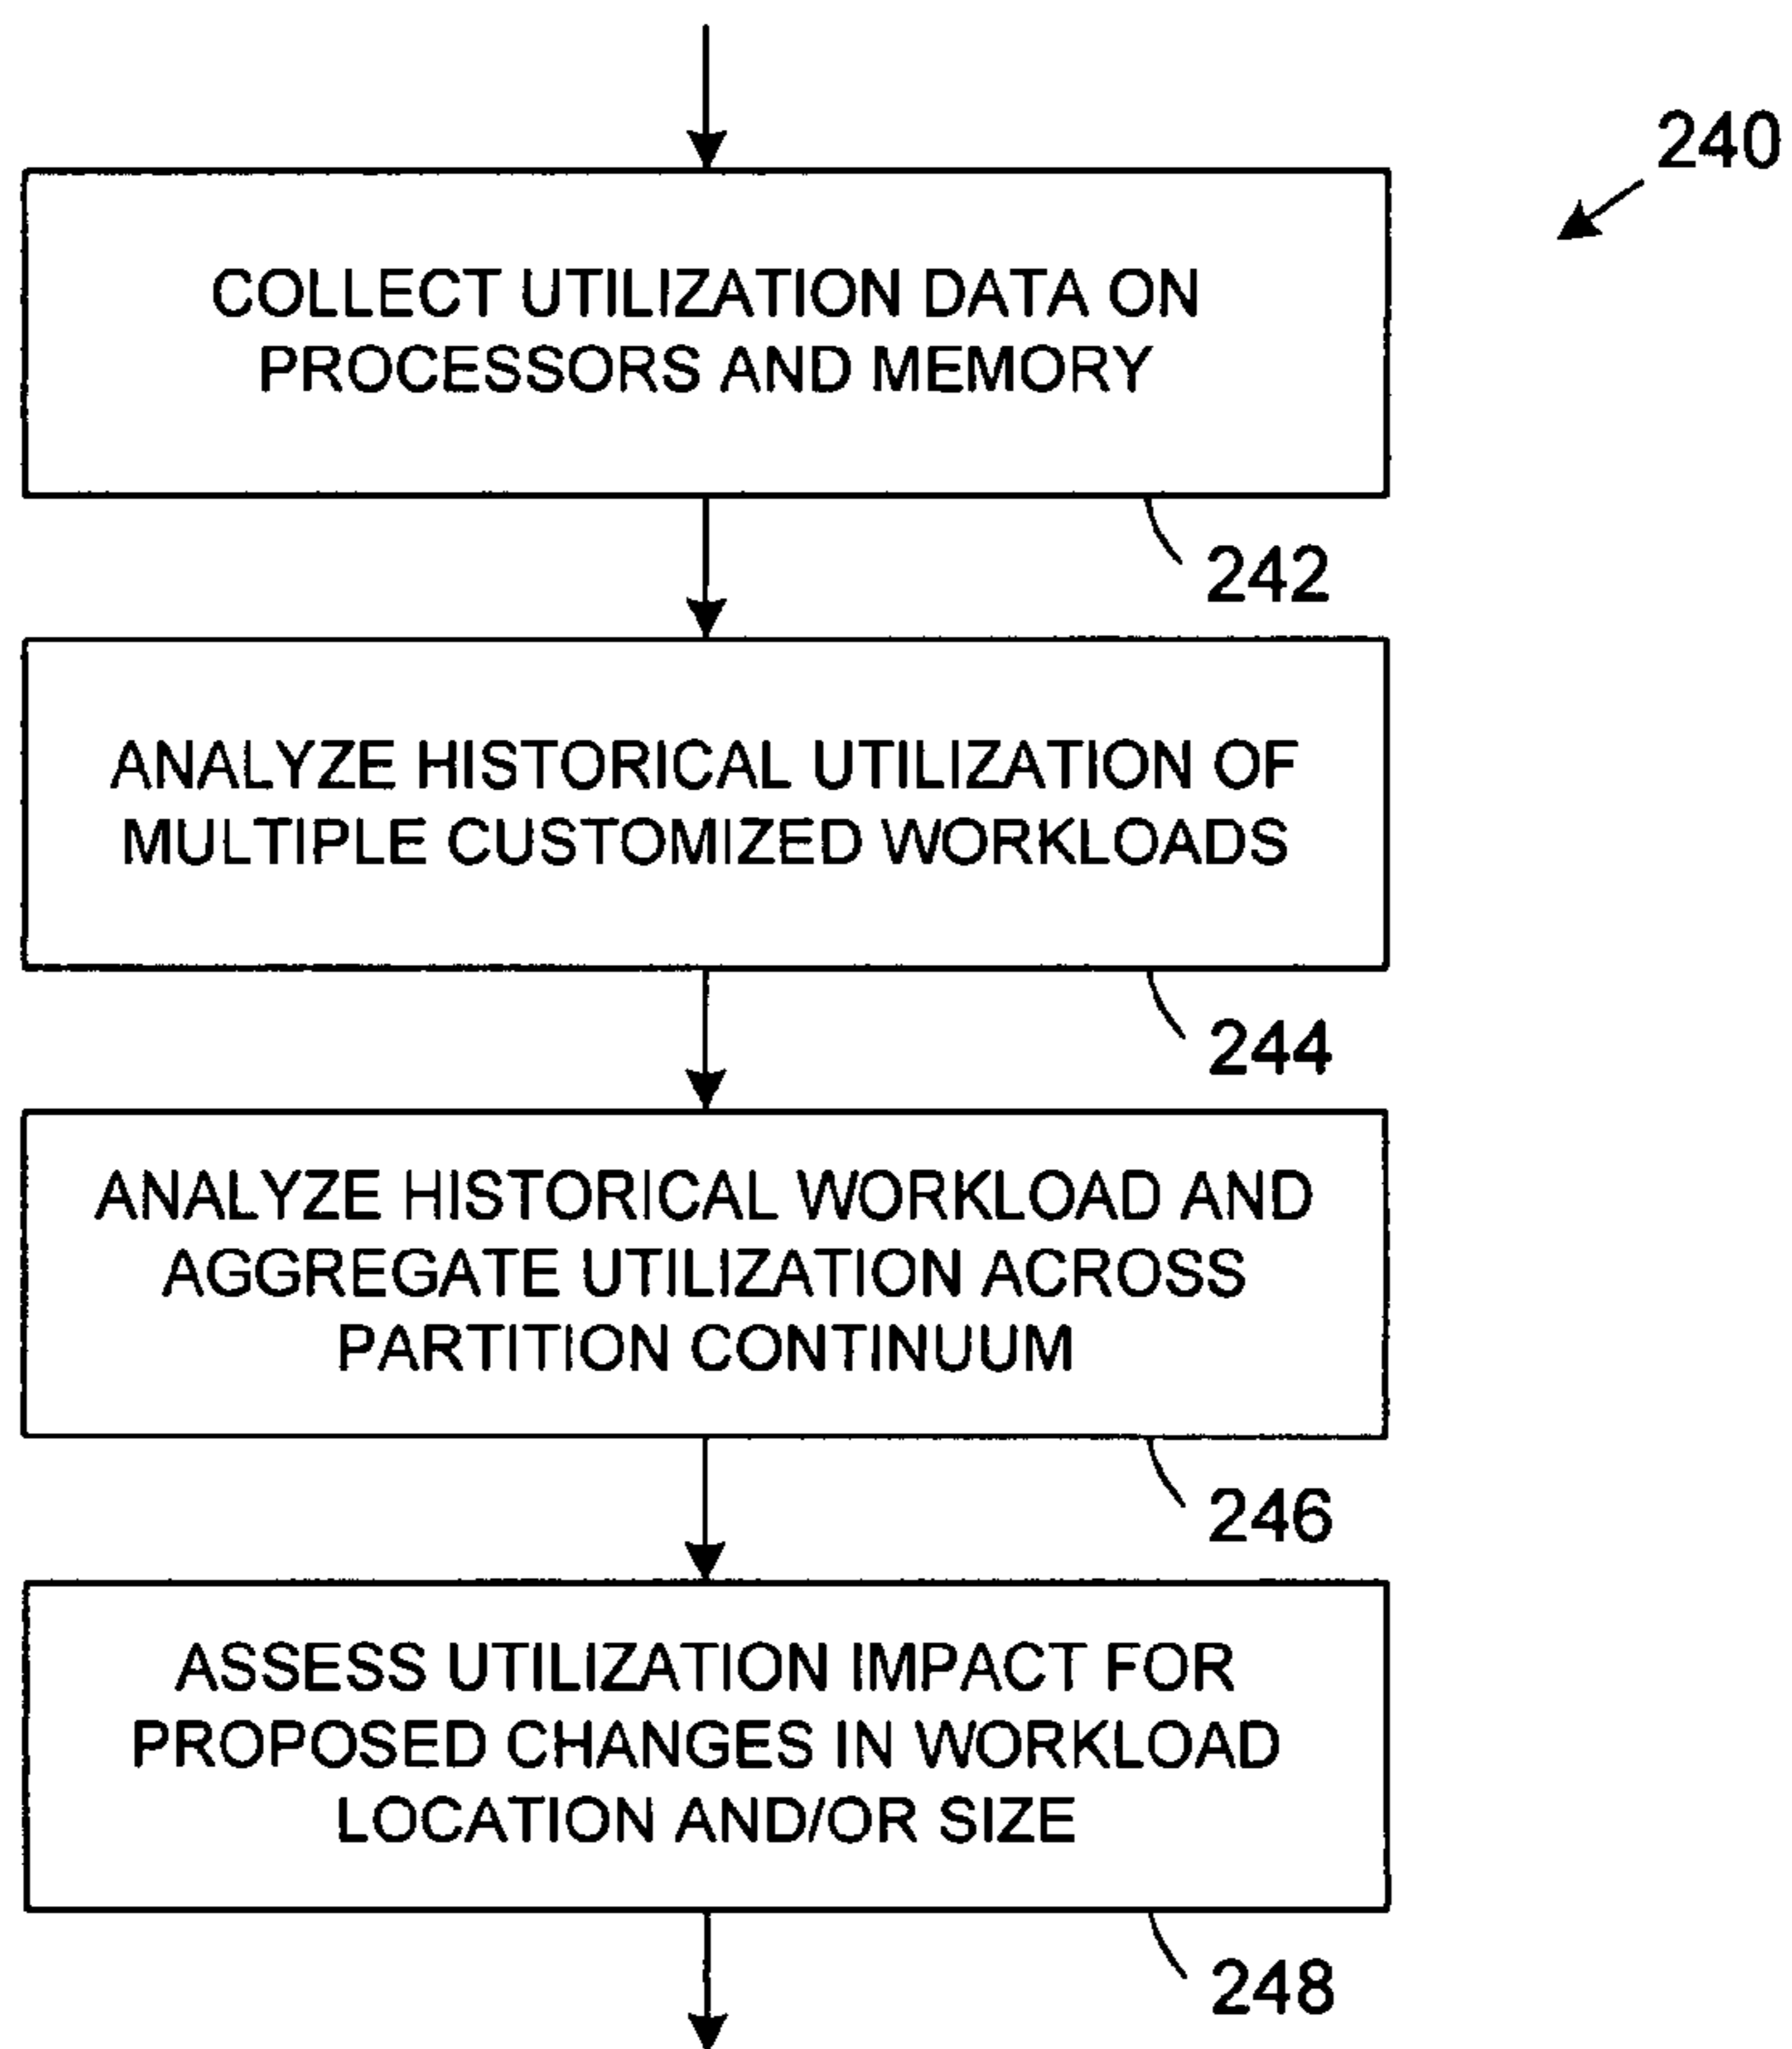 240
COLLECT UTILIZATION DATA ON
PROCESSORS AND MEMORY
242
ANALYZE HISTORICAL UTILIZATION OF
MULTIPLE CUSTOMIZED WORKLOADS
244
ANALYZE HISTORICAL WORKLOAD AND
AGGREGATE UTILIZATION ACROSS
PARTITION CONTINUUM
246
ASSESS UTILIZATION IMPACT FOR
PROPOSED CHANGES IN WORKLOAD
LOCATION AND/OR SIZE
248